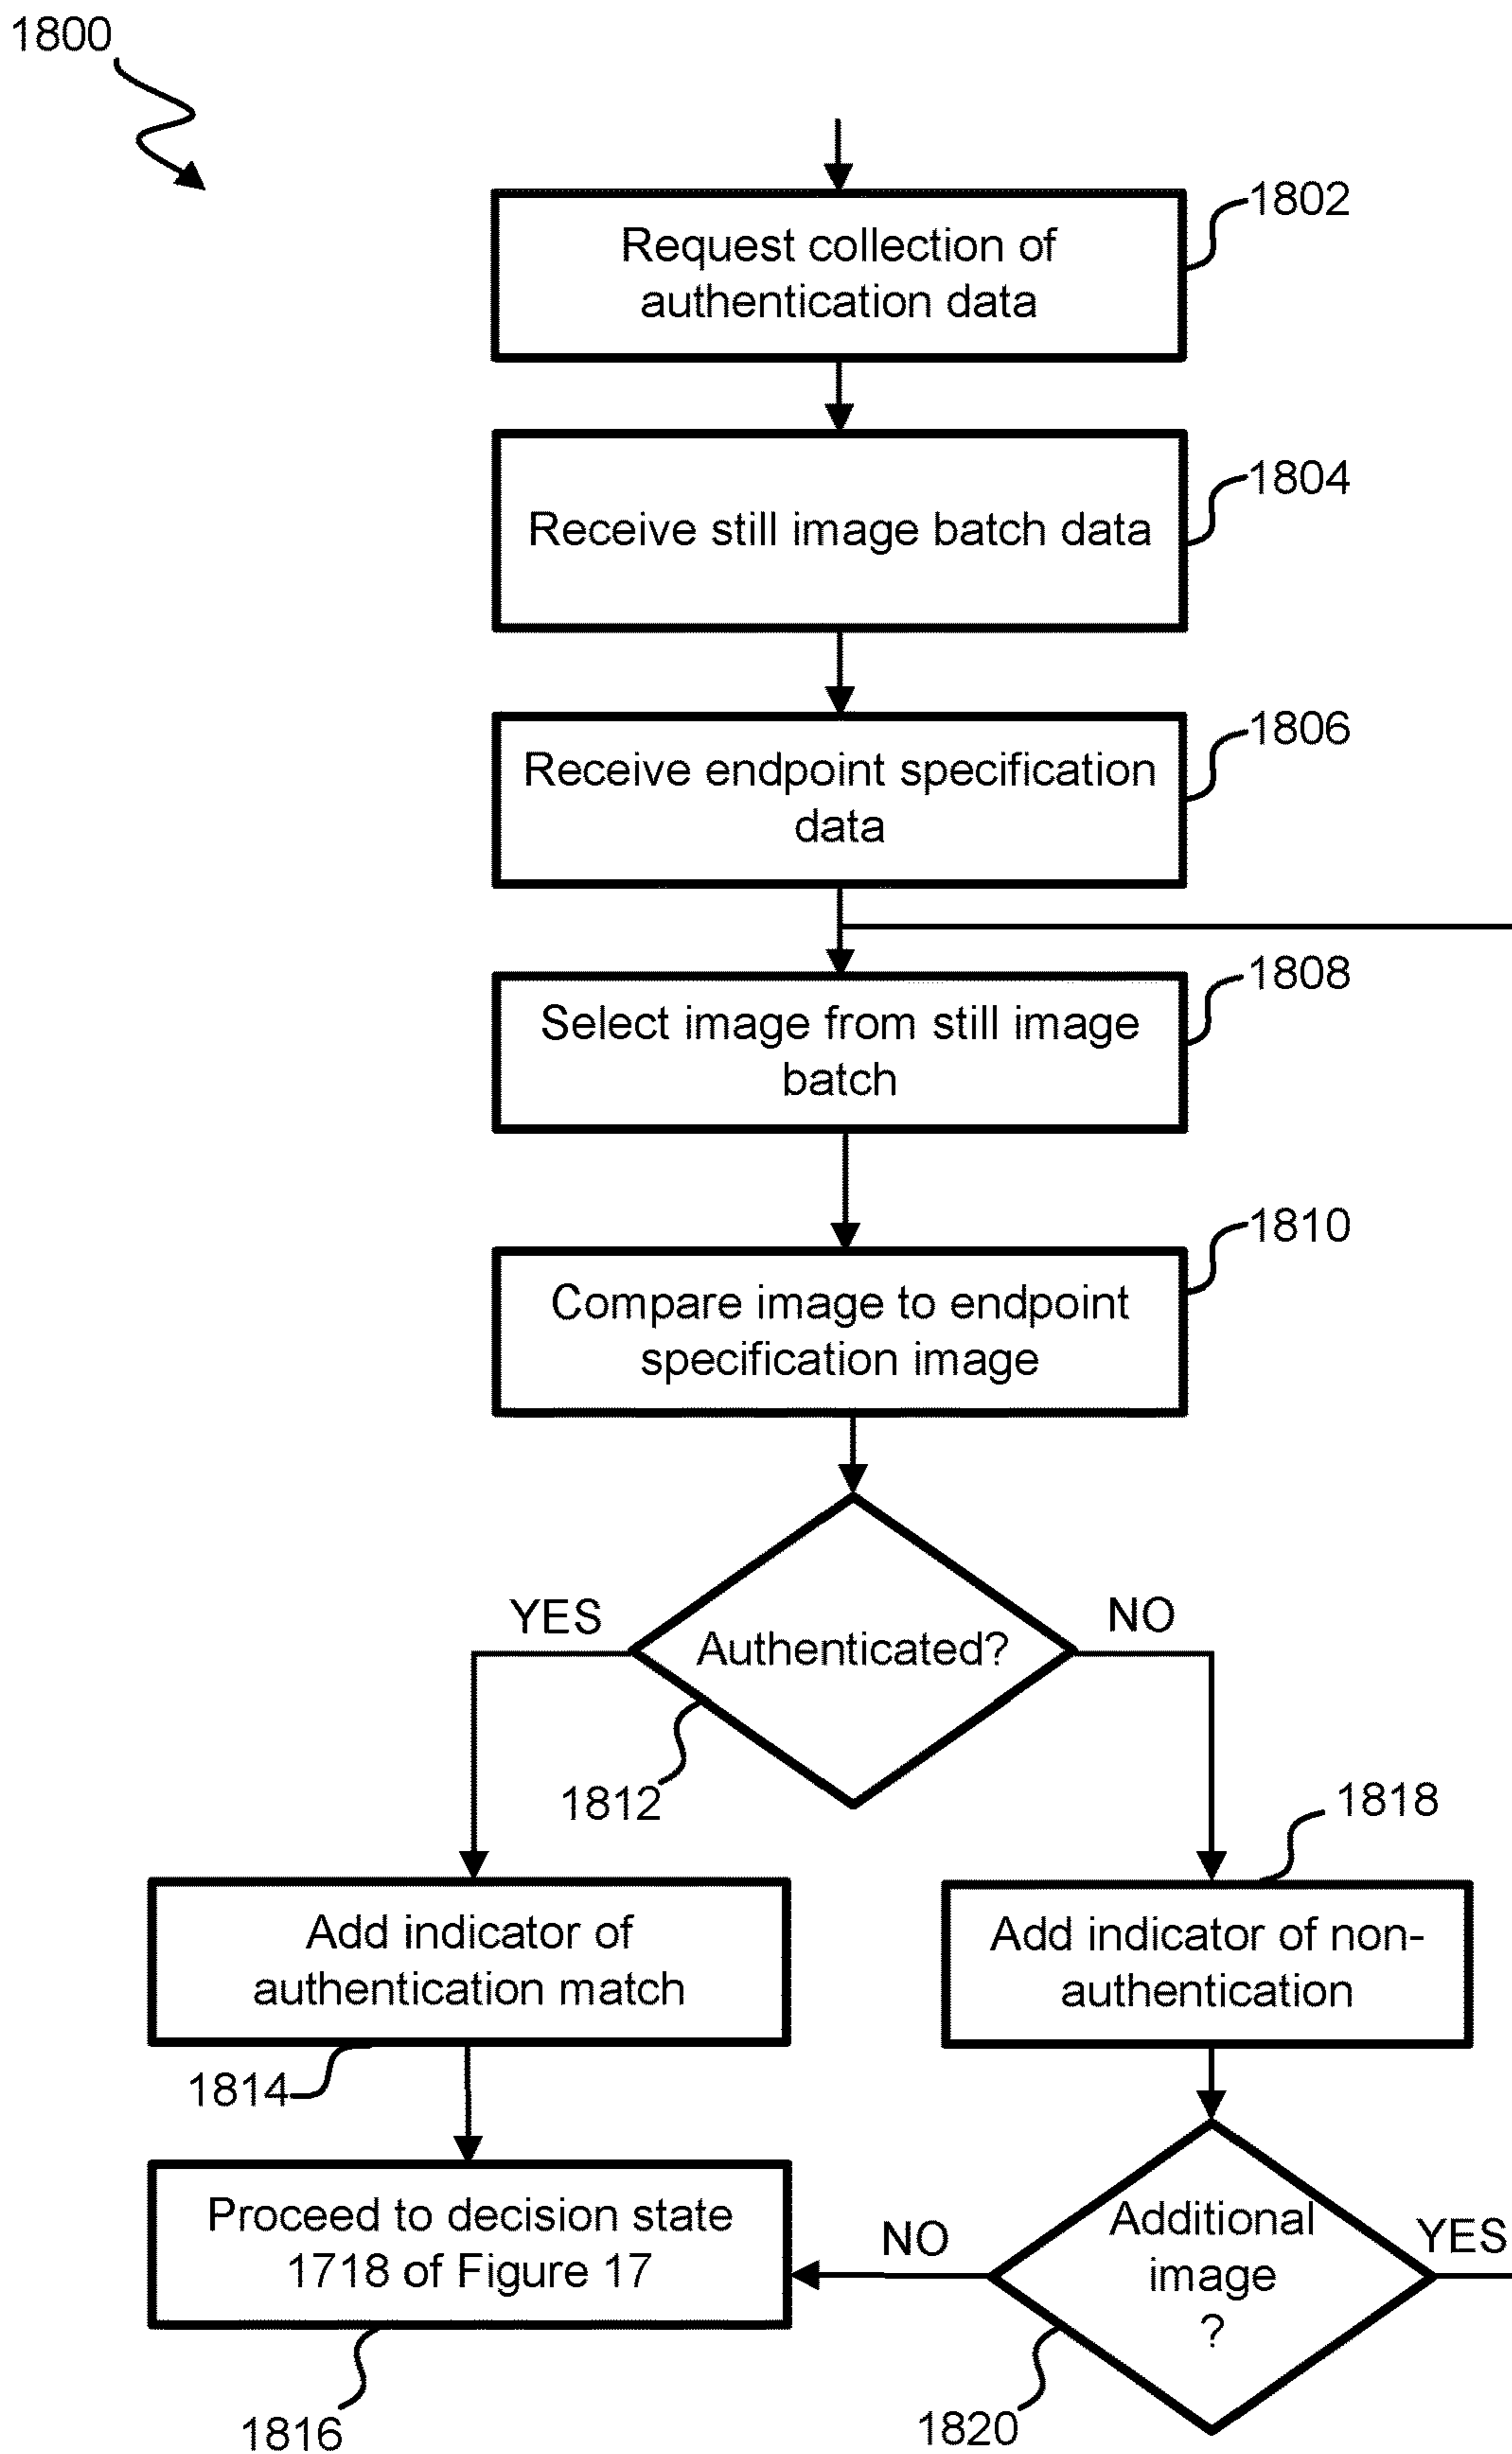 1800
1802
Request collection of
authentication data
1804
Receive still image batch data
1806
Receive endpoint specification
data
1808
Select image from still image
batch
1810
Compare image to endpoint
specification image
YES
NO
Authenticated?
1812
1818
Add indicator of
authentication match
Add indicator of non-
authentication
1814
Proceed to decision state
1718 of Figure 17
NO
Additional
image
?
YES
1816
1820